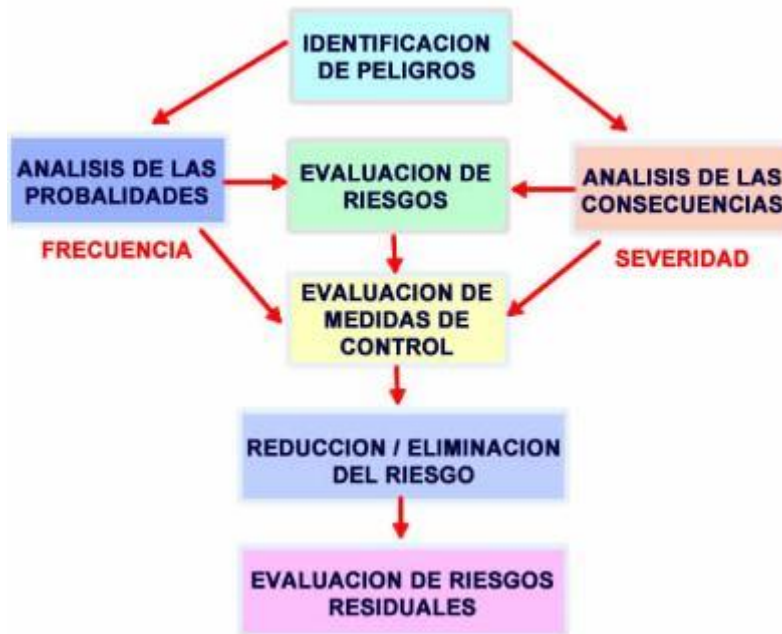 IDENTIFICACION
DE PELIGROS
ANALISIS DE LAS
PROBALIDADES
EVALUACION DE
RIESGOS
ANALISIS DE LAS
CONSECUENCIAS
FRECUENCIA
SEVERIDAD
EVALUACION DE
MEDIDAS DE
CONTROL
REDUCCION / ELIMINACION
DEL RIESGO
EVALUACION DE RIESGOS
RESIDUALES